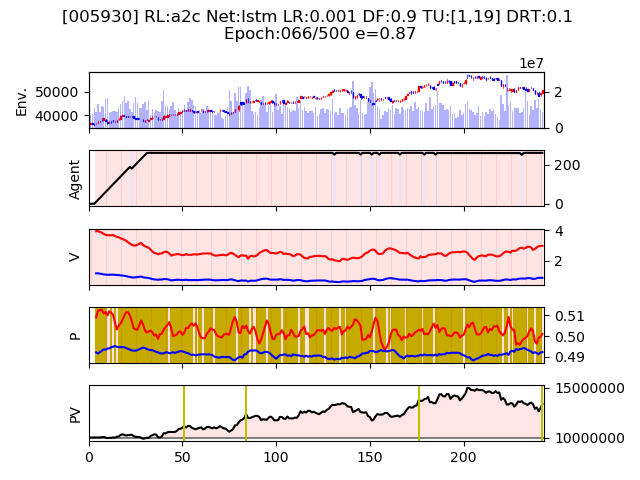 [005930] RL:a2c Net:lstm LR:0.001 DF:0.9 TU:[1,19] DRT:0.1
Epoch:066/500 e=0.87
1e7
Env.
50000
40000
2
0
Agent
200
0
V
4
2
P
0.51
0.50
0.49
PV
15000000
10000000
0 50 100 150 200